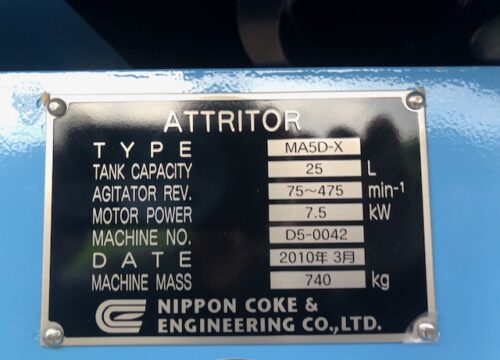 ATTRITOR
TYPE MA5D-X
TANK CAPACITY 25 L
AGITATOR REV. 75～475 min-1
MOTOR POWER 7.5 kW
MACHINE NO. D5-0042
DATE 2010年 3月
MACHINE MASS 740 kg
NIPPON COKE &
ENGINEERING CO.,LTD.